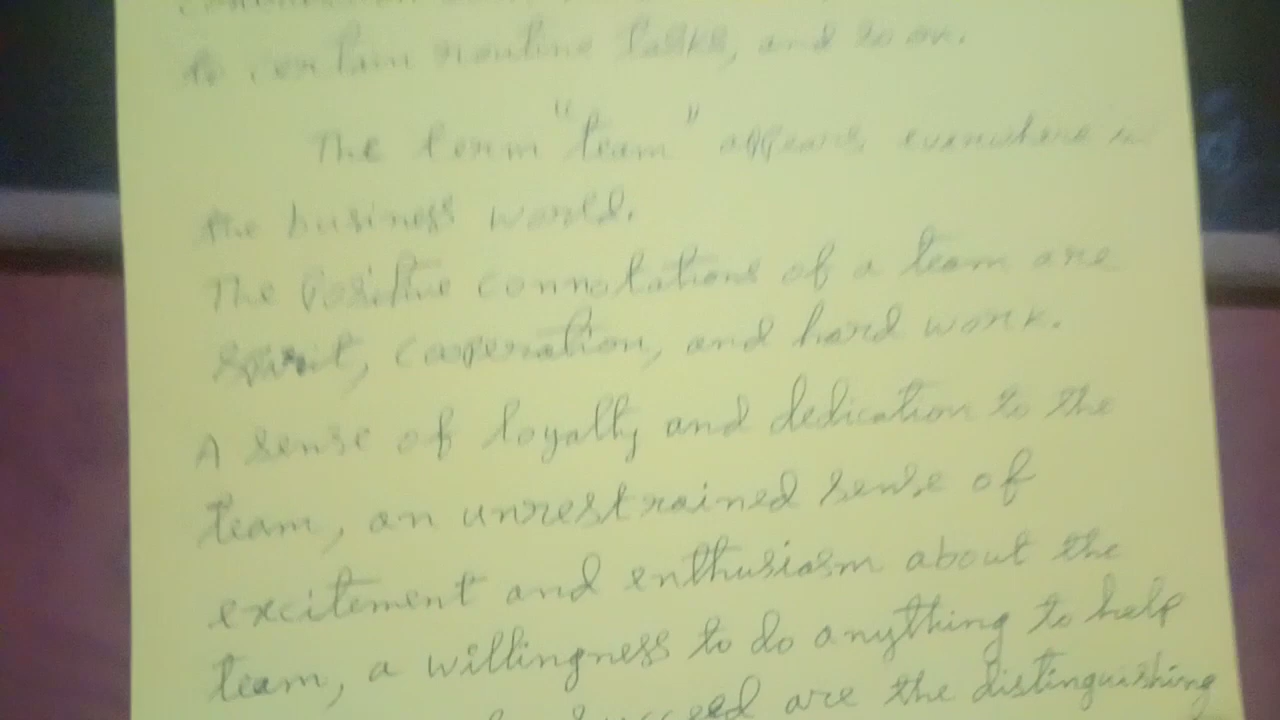 to certain routine tasks, and so on.
The term "team" appears everywhere in
the business world.
The Positive connotations of a team are
Spirit, cooperation, and hard work.
A sense of loyalty and dedication to the
team, an unrestrained sense of
excitement and enthusiasm about the
team, a willingness to do anything to help
succeed are the distinguishing